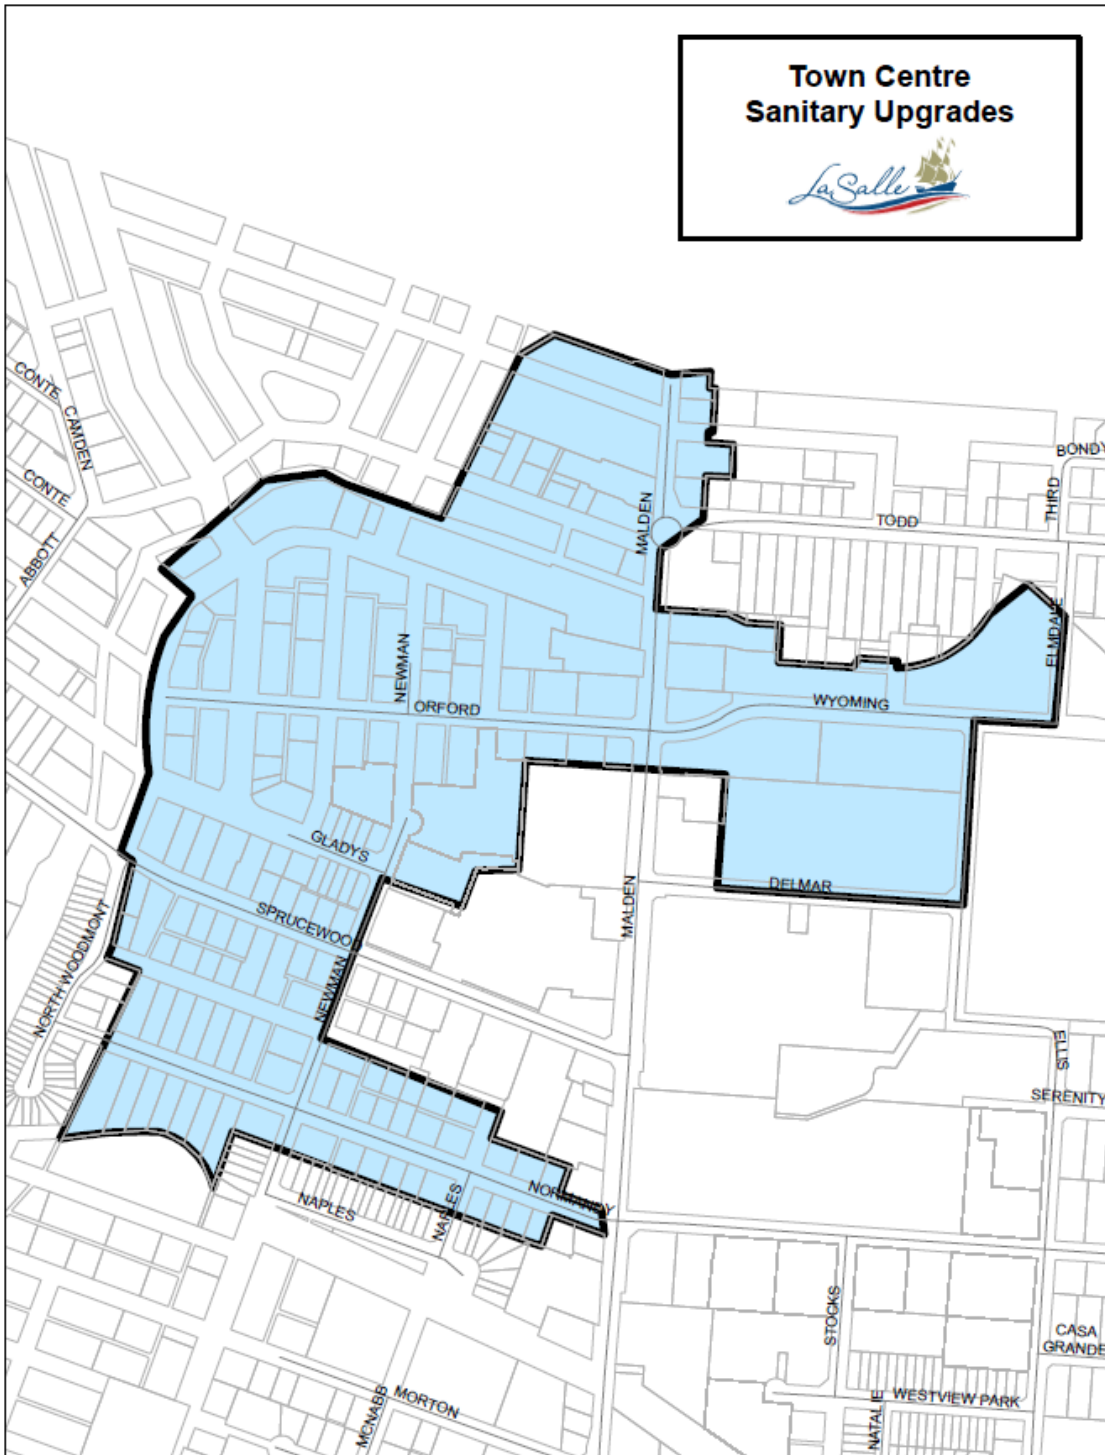 Town Centre
Sanitary Upgrades
LaSalle
CONTE
CAMDEN
CONTE
ABBOTT
BONDY
THIRD
MALDEN
TODD
ELMDALE
NEWMAN
ORFORD
WYOMING
GLADYS
DELMAR
MALDEN
SPRUCEWOOD
NORTH WOODMONT
NEWMAN
ELLIS
SERENITY
NORMANDY
NAPLES
NAPLES
STOCKS
CASA
GRANDE
WESTVIEW PARK
NATALIE
MORTON
MCNABB